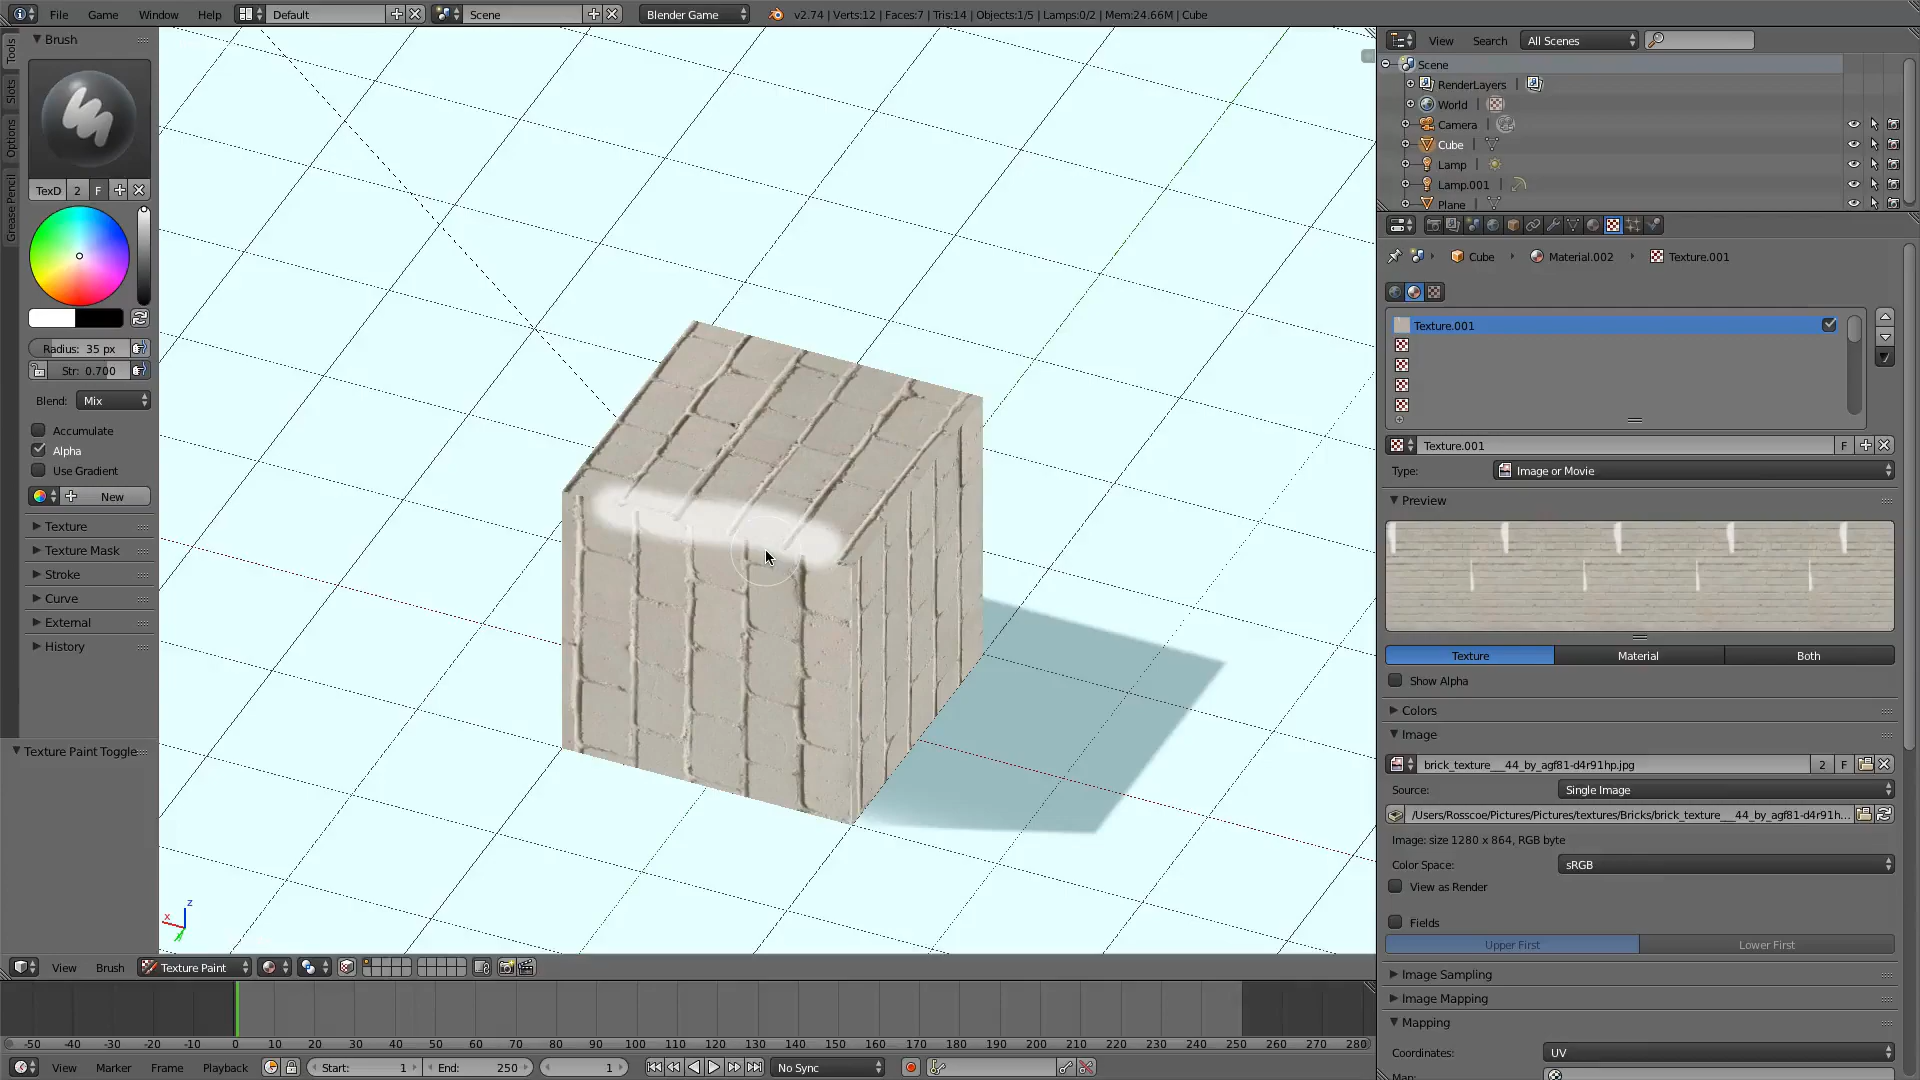 File Game Window Help Default Scene Blender Game v2.74 | Verts:12 | Faces:7 | Tris:14 | Objects:1/5 | Lamps:0/2 | Mem:24.66M | Cube
Tools
Slots
Options
Grease Pencil
Brush
TexD 2 F
Radius: 35 px
Str: 0.700
Blend: Mix
Accumulate
Alpha
Use Gradient
New
Texture
Texture Mask
Stroke
Curve
External
History
Texture Paint Toggle
z
x
y
View Brush Texture Paint
-50 -40 -30 -20 -10 0 10 20 30 40 50 60 70 80 90 100 110 120 130 140 150 160 170 180 190 200 210 220 230 240 250 260 270 280
View Marker Frame Playback Start: 1 End: 250 1 No Sync
View Search All Scenes
Scene
RenderLayers |
World |
Camera |
Cube |
Lamp |
Lamp.001 |
Plane |
Cube Material.002 Texture.001
Texture.001
Texture.001 F
Type: Image or Movie
Preview
Texture Material Both
Show Alpha
Colors
Image
brick_texture___44_by_agf81-d4r91hp.jpg 2 F
Source: Single Image
/Users/Rosscoe/Pictures/Pictures/textures/Bricks/brick_texture___44_by_agf81-d4r91h...
Image: size 1280 x 864, RGB byte
Color Space: sRGB
View as Render
Fields
Upper First Lower First
Image Sampling
Image Mapping
Mapping
Coordinates: UV
Map: